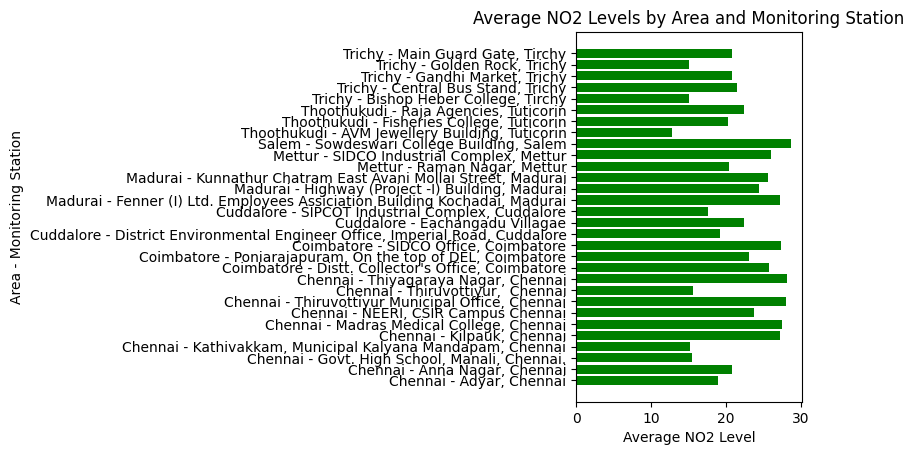 Average NO2 Levels by Area and Monitoring Station
Trichy - Main Guard Gate, Tirchy
Trichy - Golden Rock, Trichy
Trichy - Gandhi Market, Trichy
Trichy - Central Bus Stand, Trichy
Trichy - Bishop Heber College, Tirchy
Thoothukudi - Raja Agencies, Tuticorin
Thoothukudi - Fisheries College, Tuticorin
Thoothukudi - AVM Jewellery Building, Tuticorin
Salem - Sowdeswari College Building, Salem
Mettur - SIDCO Industrial Complex, Mettur
Mettur - Raman Nagar, Mettur
Madurai - Kunnathur Chatram East Avani Mollai Street, Madurai
Madurai - Highway (Project -I) Building, Madurai
Madurai - Fenner (I) Ltd. Employees Assiciation Building Kochadai, Madurai
Cuddalore - SIPCOT Industrial Complex, Cuddalore
Cuddalore - Eachangadu Villagae
Cuddalore - District Environmental Engineer Office, Imperial Road, Cuddalore
Coimbatore - SIDCO Office, Coimbatore
Coimbatore - Poniarajapuram, On the top of DEL, Coimbatore
Coimbatore - Distt. Collector's Office, Coimbatore
Chennai - Thiyagaraya Nagar, Chennai
Chennai - Thiruvottiyur, Chennai
Chennai - Thiruvottiyur Municipal Office, Chennai
Chennai - NEERI, CSIR Campus Chennai
Chennai - Madras Medical College, Chennai
Chennai - Kilpauk, Chennai
Chennai - Kathivakkam, Municipal Kalyana Mandapam, Chennai
Chennai - Govt. High School, Manali, Chennai.
Chennai - Anna Nagar, Chennai
Chennai - Adyar, Chennai
Area - Monitoring Station
0 10 20 30
Average NO2 Level